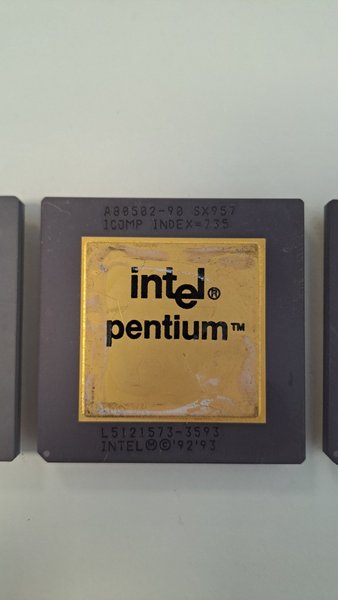 A80502-90 SX957
ICOMP INDEX=735
intel®
pentium™
L5121573-3593
INTEL Ⓜ©'92'93